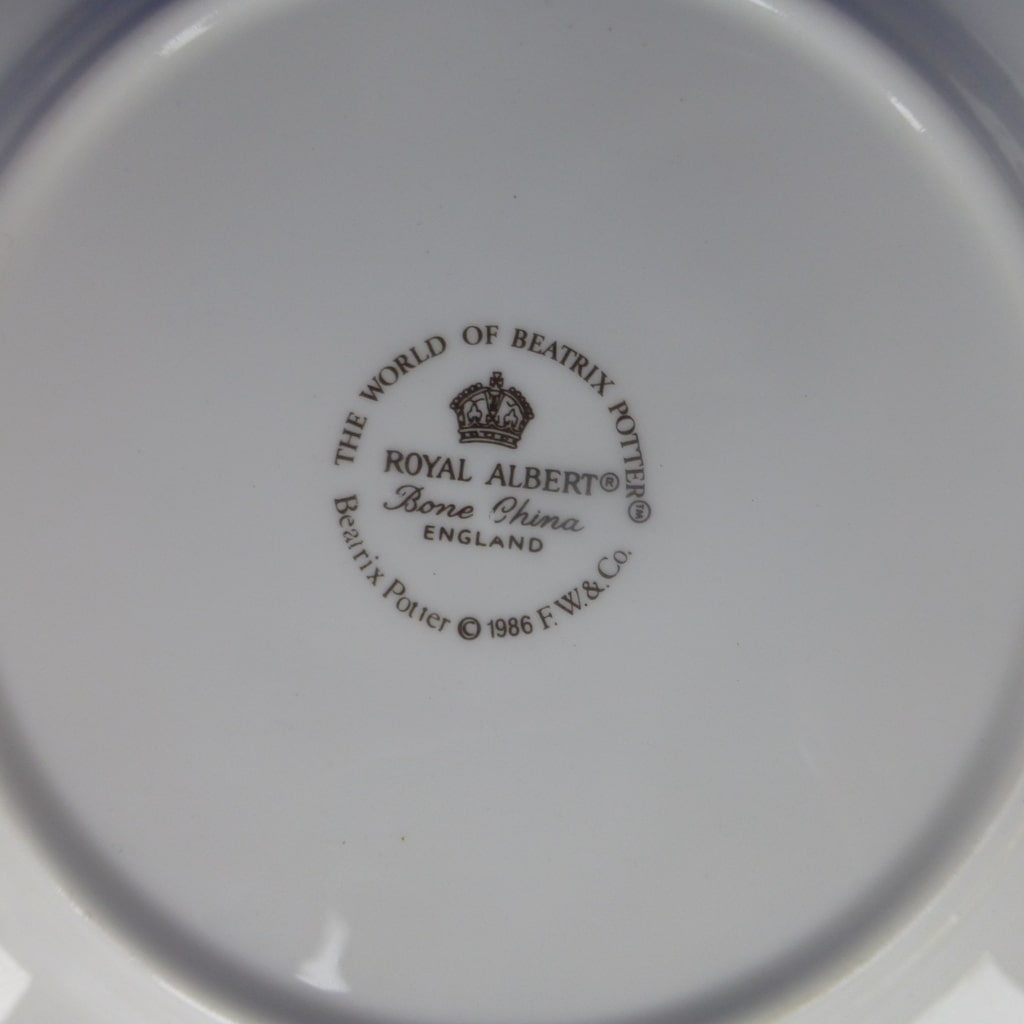 THE WORLD OF BEATRIX POTTER™
ROYAL ALBERT®
Bone China
ENGLAND
Beatrix Potter © 1986 F. W. & Co.